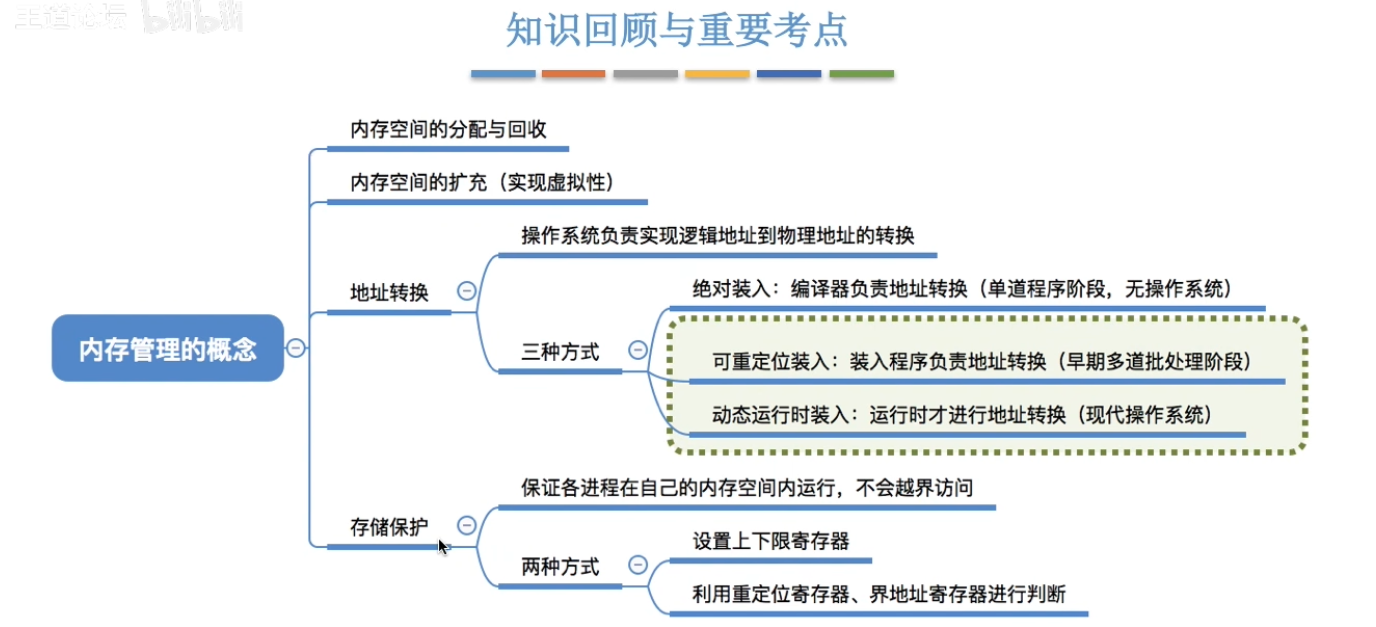 王道论坛 bilibili
知识回顾与重要考点
内存空间的分配与回收
内存空间的扩充（实现虚拟性）
操作系统负责实现逻辑地址到物理地址的转换
地址转换
绝对装入：编译器负责地址转换（单道程序阶段，无操作系统）
三种方式
可重定位装入：装入程序负责地址转换（早期多道批处理阶段）
动态运行时装入：运行时才进行地址转换（现代操作系统）
内存管理的概念
保证各进程在自己的内存空间内运行，不会越界访问
存储保护
设置上下限寄存器
两种方式
利用重定位寄存器、界地址寄存器进行判断